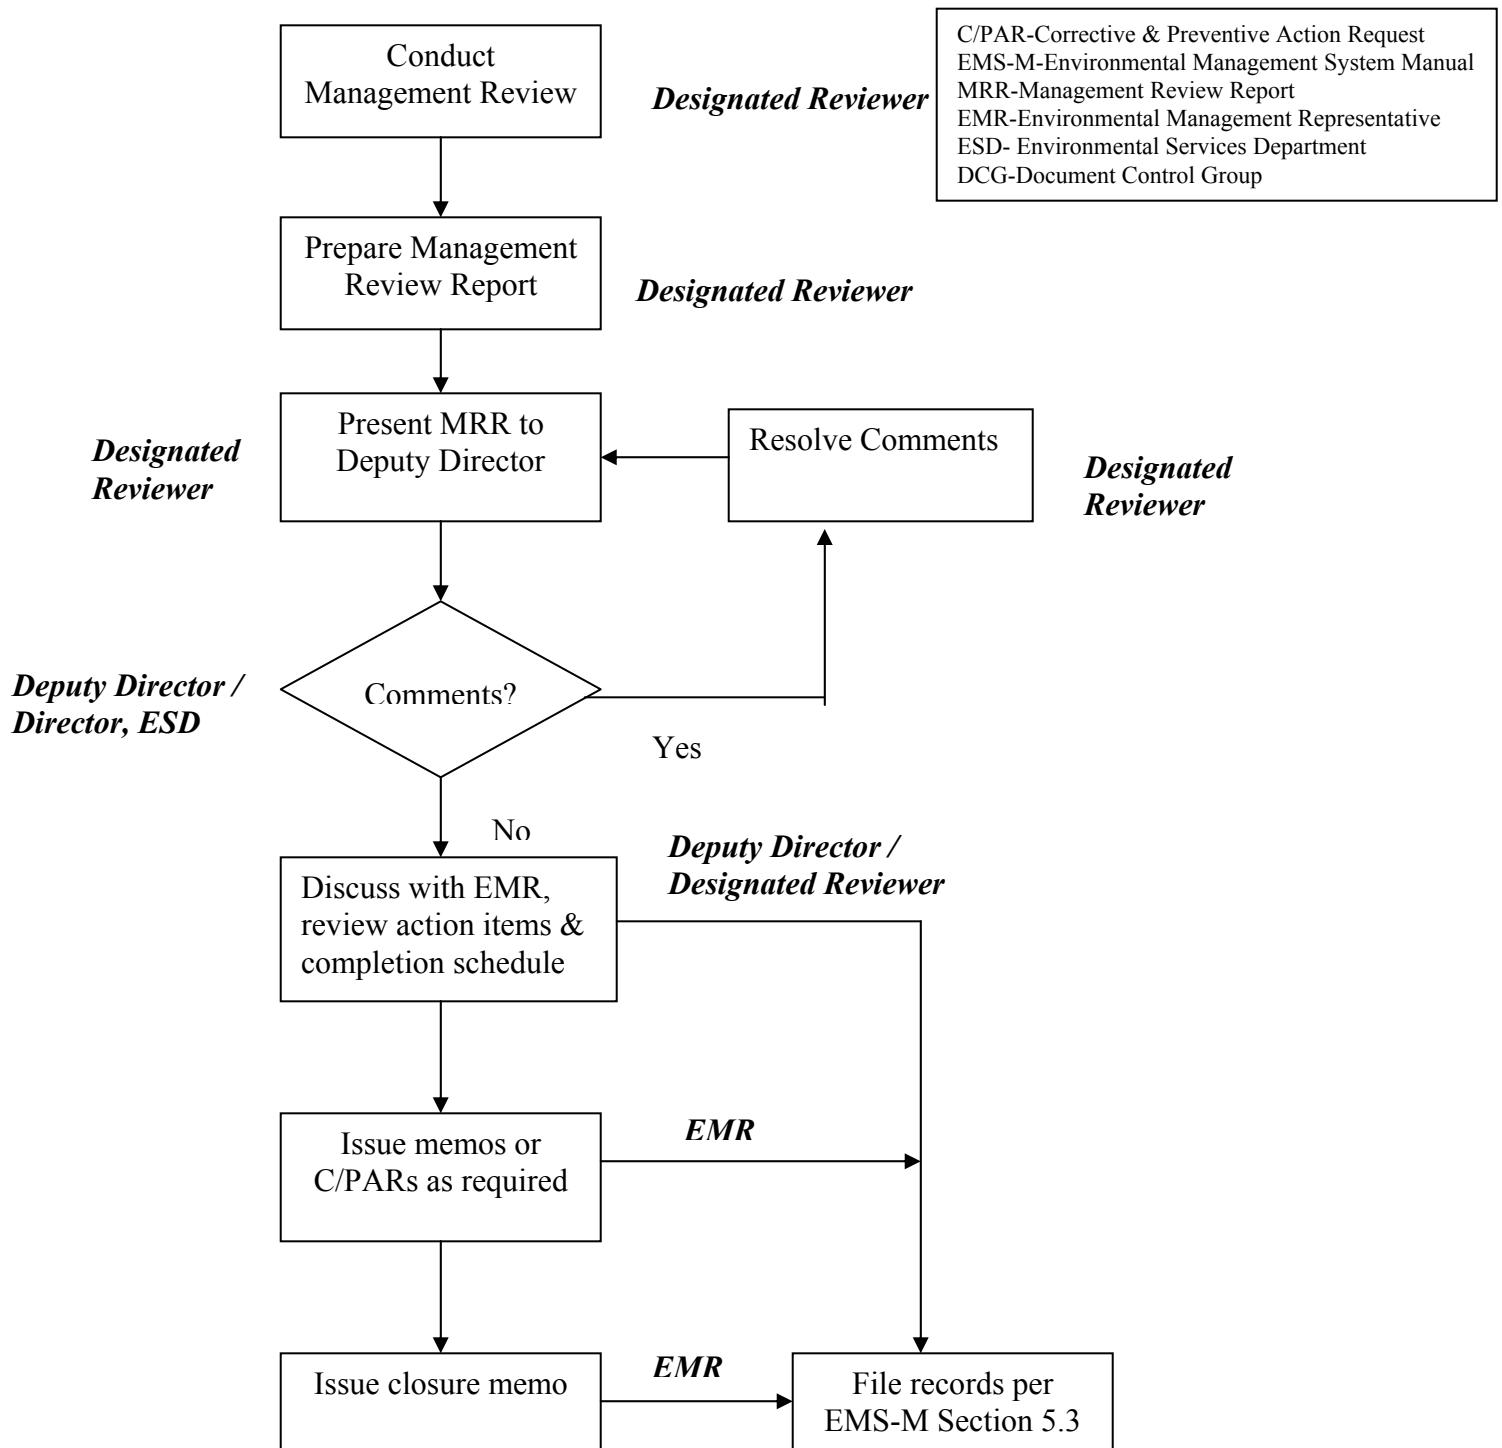 Conduct
Management Review
Designated Reviewer
C/PAR-Corrective & Preventive Action Request
EMS-M-Environmental Management System Manual
MRR-Management Review Report
EMR-Environmental Management Representative
ESD- Environmental Services Department
DCG-Document Control Group
Prepare Management
Review Report
Designated Reviewer
Designated
Reviewer
Present MRR to
Deputy Director
Resolve Comments
Designated
Reviewer
Deputy Director /
Director, ESD
Comments?
Yes
No
Deputy Director /
Designated Reviewer
Discuss with EMR,
review action items &
completion schedule
Issue memos or
C/PARs as required
EMR
Issue closure memo
EMR
File records per
EMS-M Section 5.3